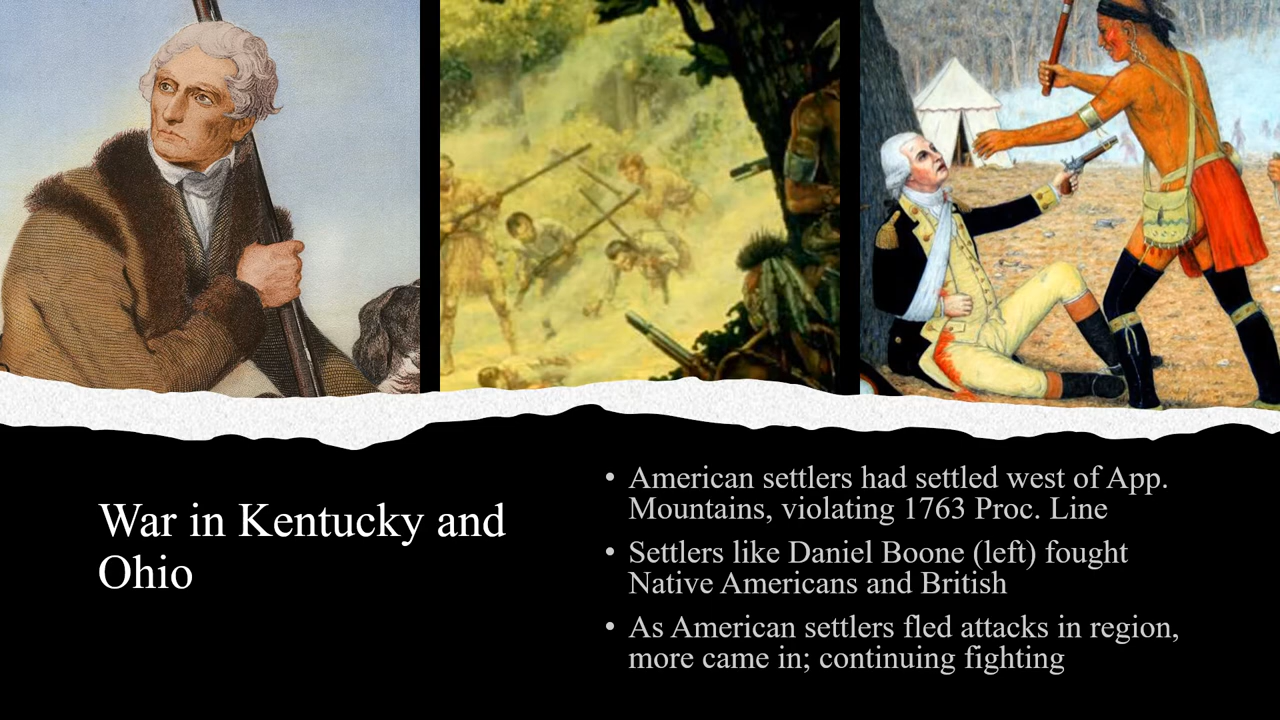 War in Kentucky and
Ohio
• American settlers had settled west of App.
Mountains, violating 1763 Proc. Line
• Settlers like Daniel Boone (left) fought
Native Americans and British
• As American settlers fled attacks in region,
more came in; continuing fighting